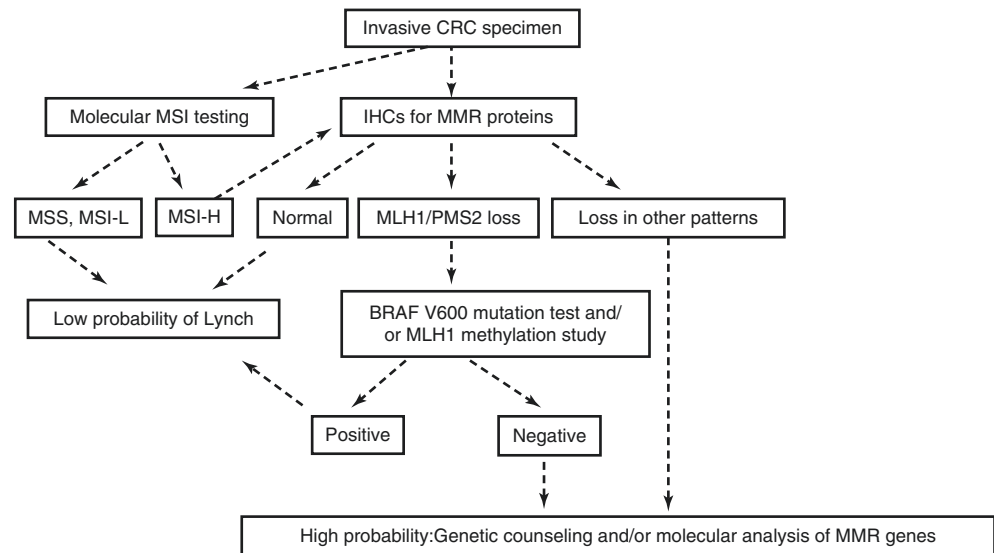 Invasive CRC specimen
Molecular MSI testing
IHCs for MMR proteins
MSS, MSI-L
MSI-H
Normal
MLH1/PMS2 loss
Loss in other patterns
Low probability of Lynch
BRAF V600 mutation test and/
or MLH1 methylation study
Positive
Negative
High probability:Genetic counseling and/or molecular analysis of MMR genes